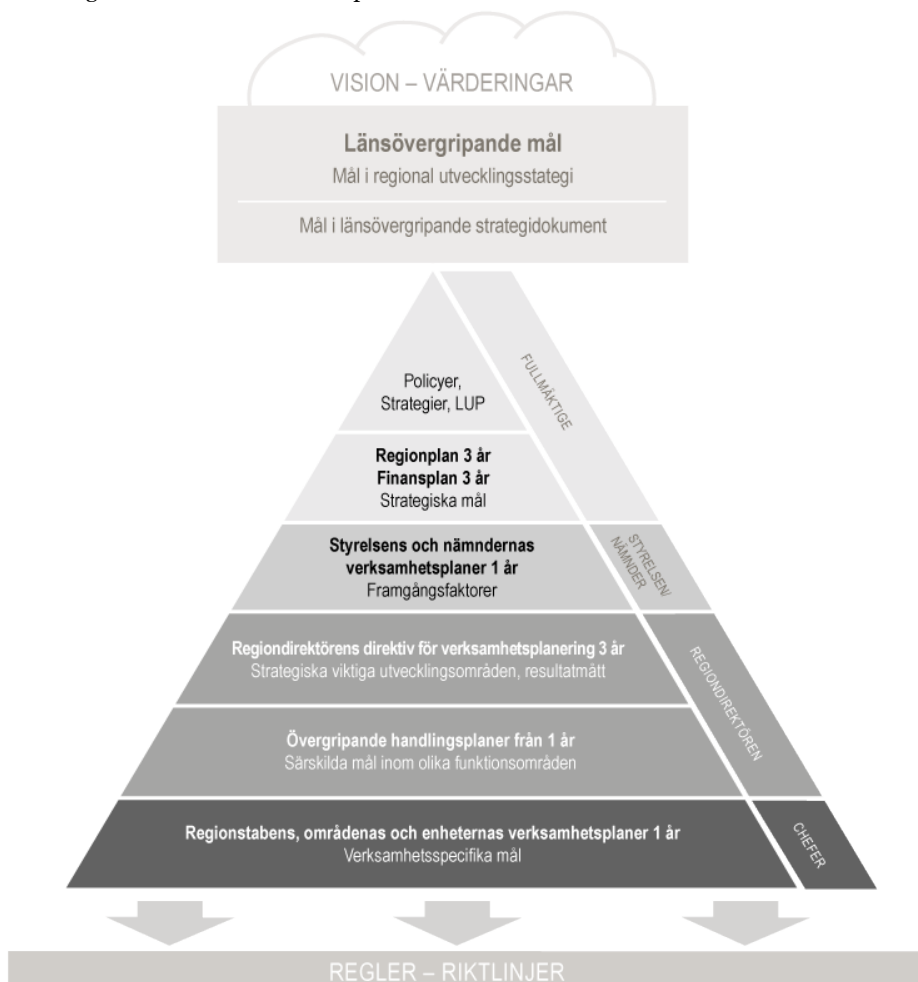 VISION – VÄRDERINGAR
Länsövergripande mål
Mål i regional utvecklingsstategi
Mål i länsövergripande strategidokument
Policyer,
Strategier, LUP
FULLMÄKTIGE
Regionplan 3 år
Finansplan 3 år
Strategiska mål
Styrelsens och nämndernas
verksamhetsplaner 1 år
Framgångsfaktorer
STYRELSEN/
NÄMNDER
Regiondirektörens direktiv för verksamhetsplanering 3 år
Strategiska viktiga utvecklingsområden, resultatmått
REGIONDIREKTÖREN
Övergripande handlingsplaner från 1 år
Särskilda mål inom olika funktionsområden
Regionstabens, områdenas och enheternas verksamhetsplaner 1 år
Verksamhetsspecifika mål
CHEFER
REGLER – RIKTLINJER